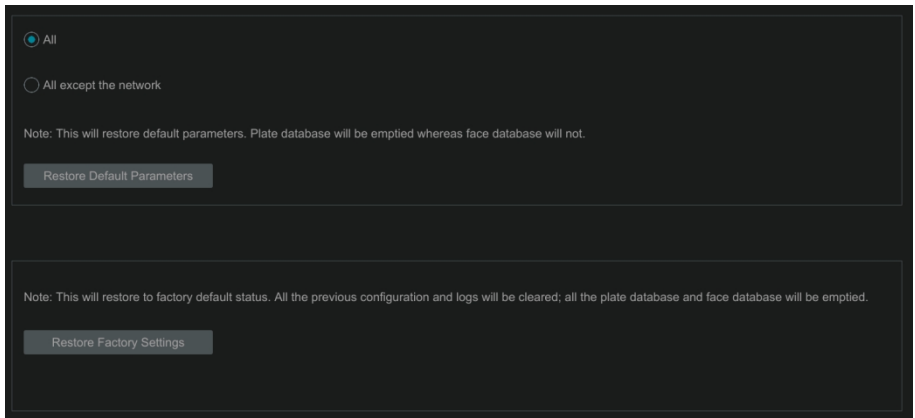 All
All except the network
Note: This will restore default parameters. Plate database will be emptied whereas face database will not.
Restore Default Parameters
Note: This will restore to factory default status. All the previous configuration and logs will be cleared; all the plate database and face database will be emptied.
Restore Factory Settings